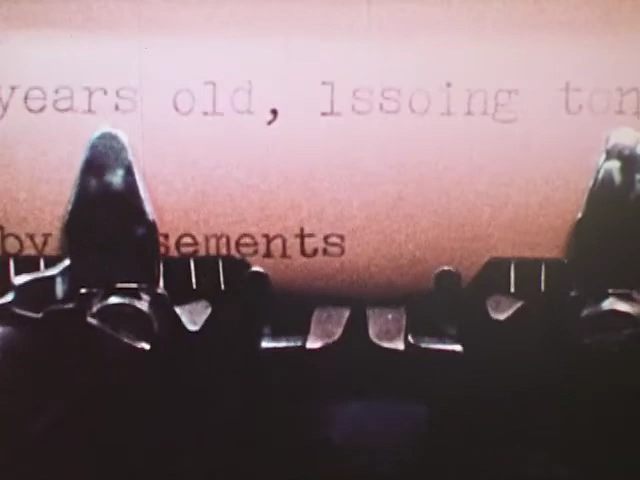 years old, lssoing ton
by sements